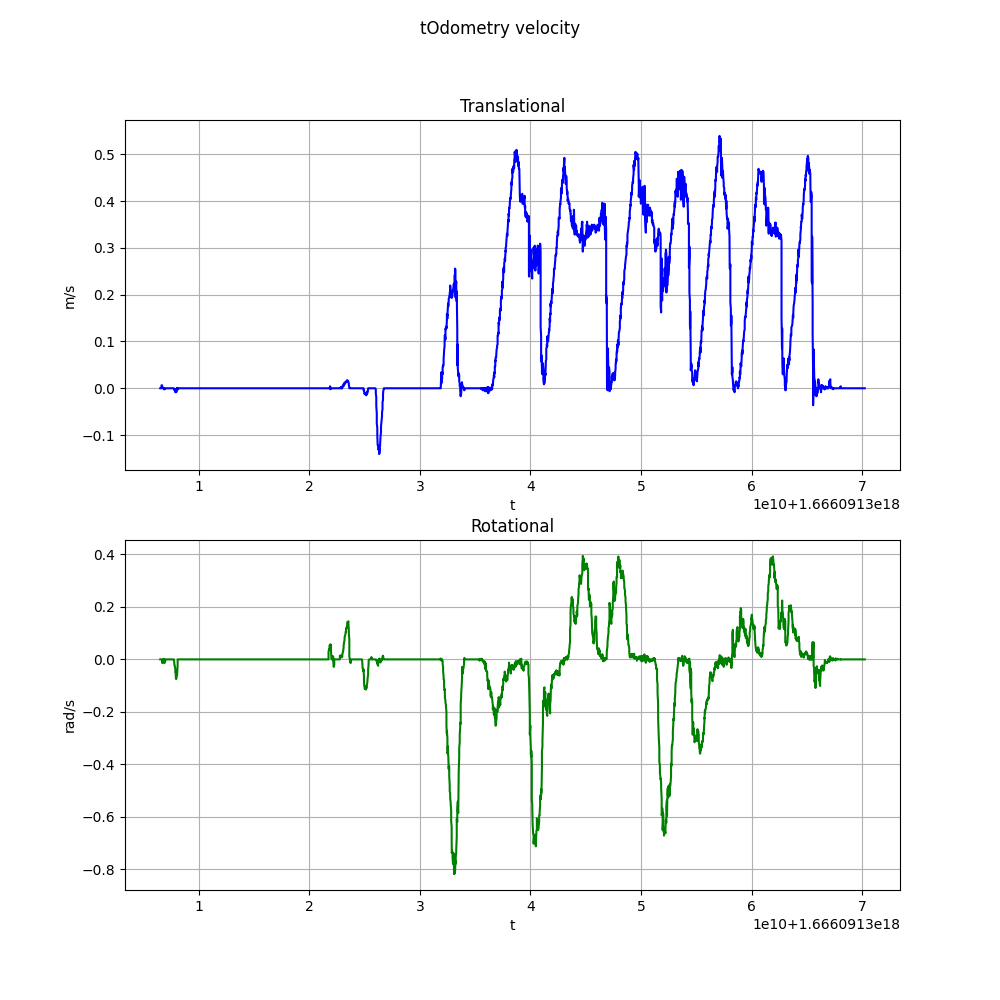 tOdometry velocity
Translational
0.5
0.4
0.3
0.2
0.1
0.0
−0.1
m/s
1 2 3 4 5 6 7
t
1e10+1.6660913e18
Rotational
0.4
0.2
0.0
−0.2
−0.4
−0.6
−0.8
rad/s
1 2 3 4 5 6 7
t
1e10+1.6660913e18